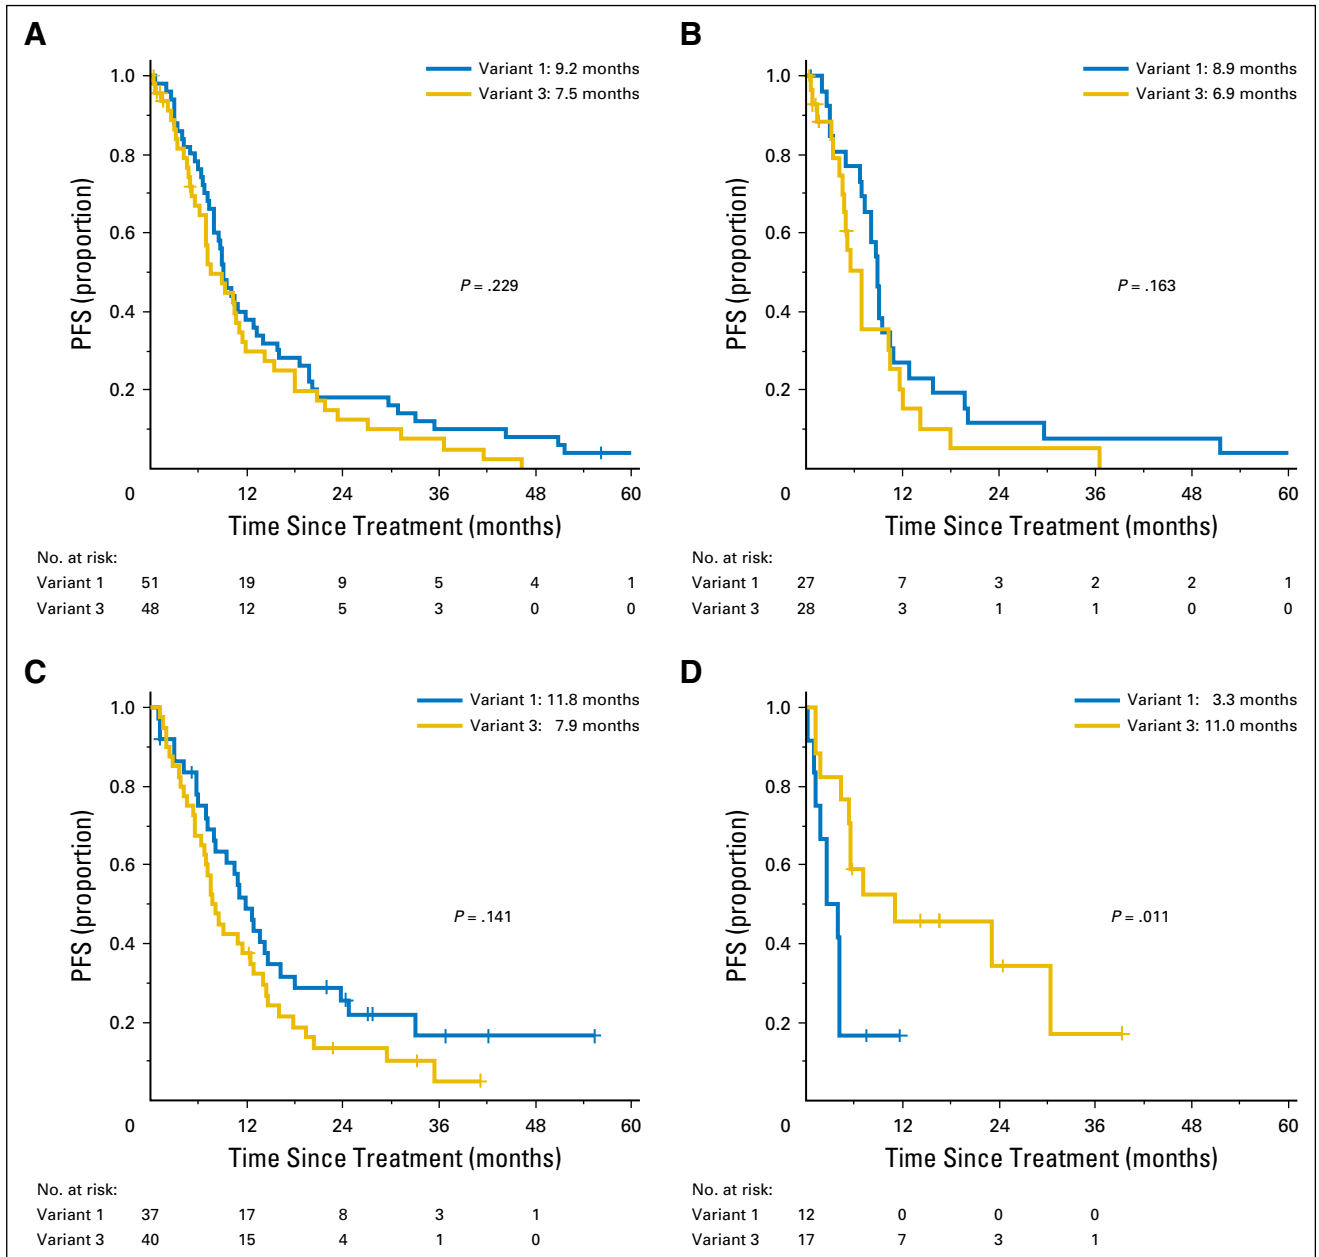 A
Variant 1: 9.2 months
Variant 3: 7.5 months
1.0
0.8
0.6
0.4
0.2
PFS (proportion)
P = .229
0 12 24 36 48 60
Time Since Treatment (months)
No. at risk:
Variant 1 51 19 9 5 4 1
Variant 3 48 12 5 3 0 0
B
Variant 1: 8.9 months
Variant 3: 6.9 months
1.0
0.8
0.6
0.4
0.2
PFS (proportion)
P = .163
0 12 24 36 48 60
Time Since Treatment (months)
No. at risk:
Variant 1 27 7 3 2 2 1
Variant 3 28 3 1 1 0 0
C
Variant 1: 11.8 months
Variant 3: 7.9 months
1.0
0.8
0.6
0.4
0.2
PFS (proportion)
P = .141
0 12 24 36 48 60
Time Since Treatment (months)
No. at risk:
Variant 1 37 17 8 3 1
Variant 3 40 15 4 1 0
D
Variant 1: 3.3 months
Variant 3: 11.0 months
1.0
0.8
0.6
0.4
0.2
PFS (proportion)
P = .011
0 12 24 36 48 60
Time Since Treatment (months)
No. at risk:
Variant 1 12 0 0 0
Variant 3 17 7 3 1